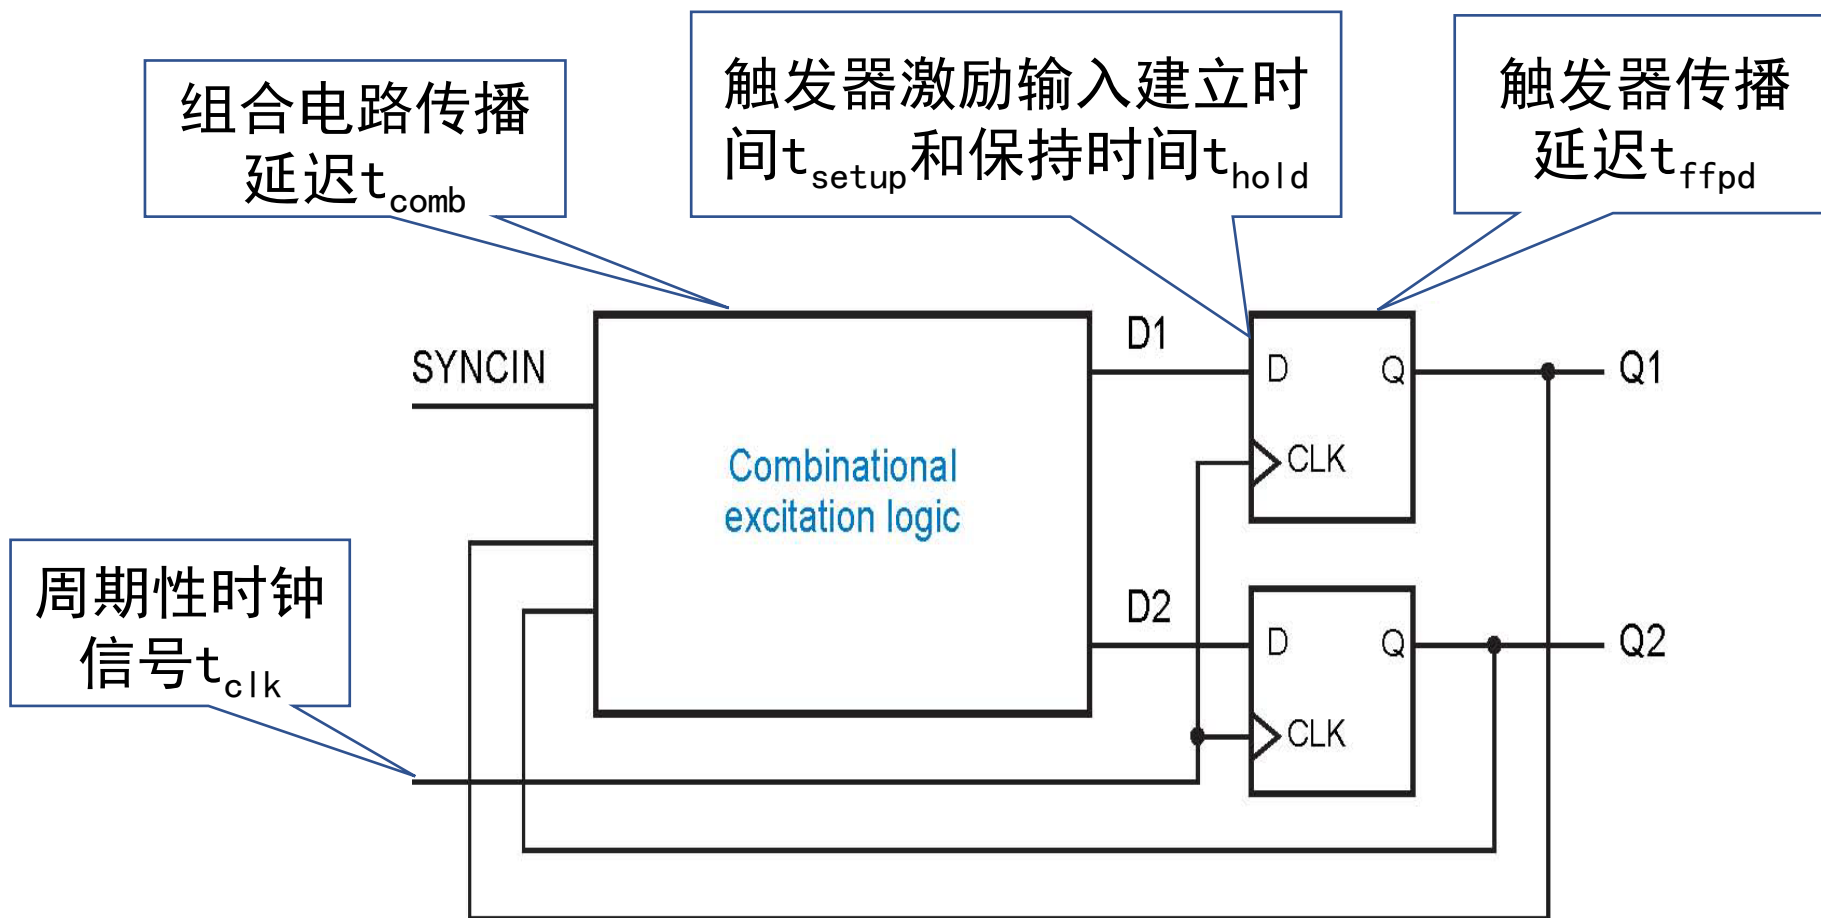 组合电路传播
延迟tcomb
触发器激励输入建立时
间tsetup和保持时间thold
触发器传播
延迟tffpd
SYNCIN
Combinational
excitation logic
D1
D
Q
CLK
Q1
D2
D
Q
CLK
Q2
周期性时钟
信号tclk